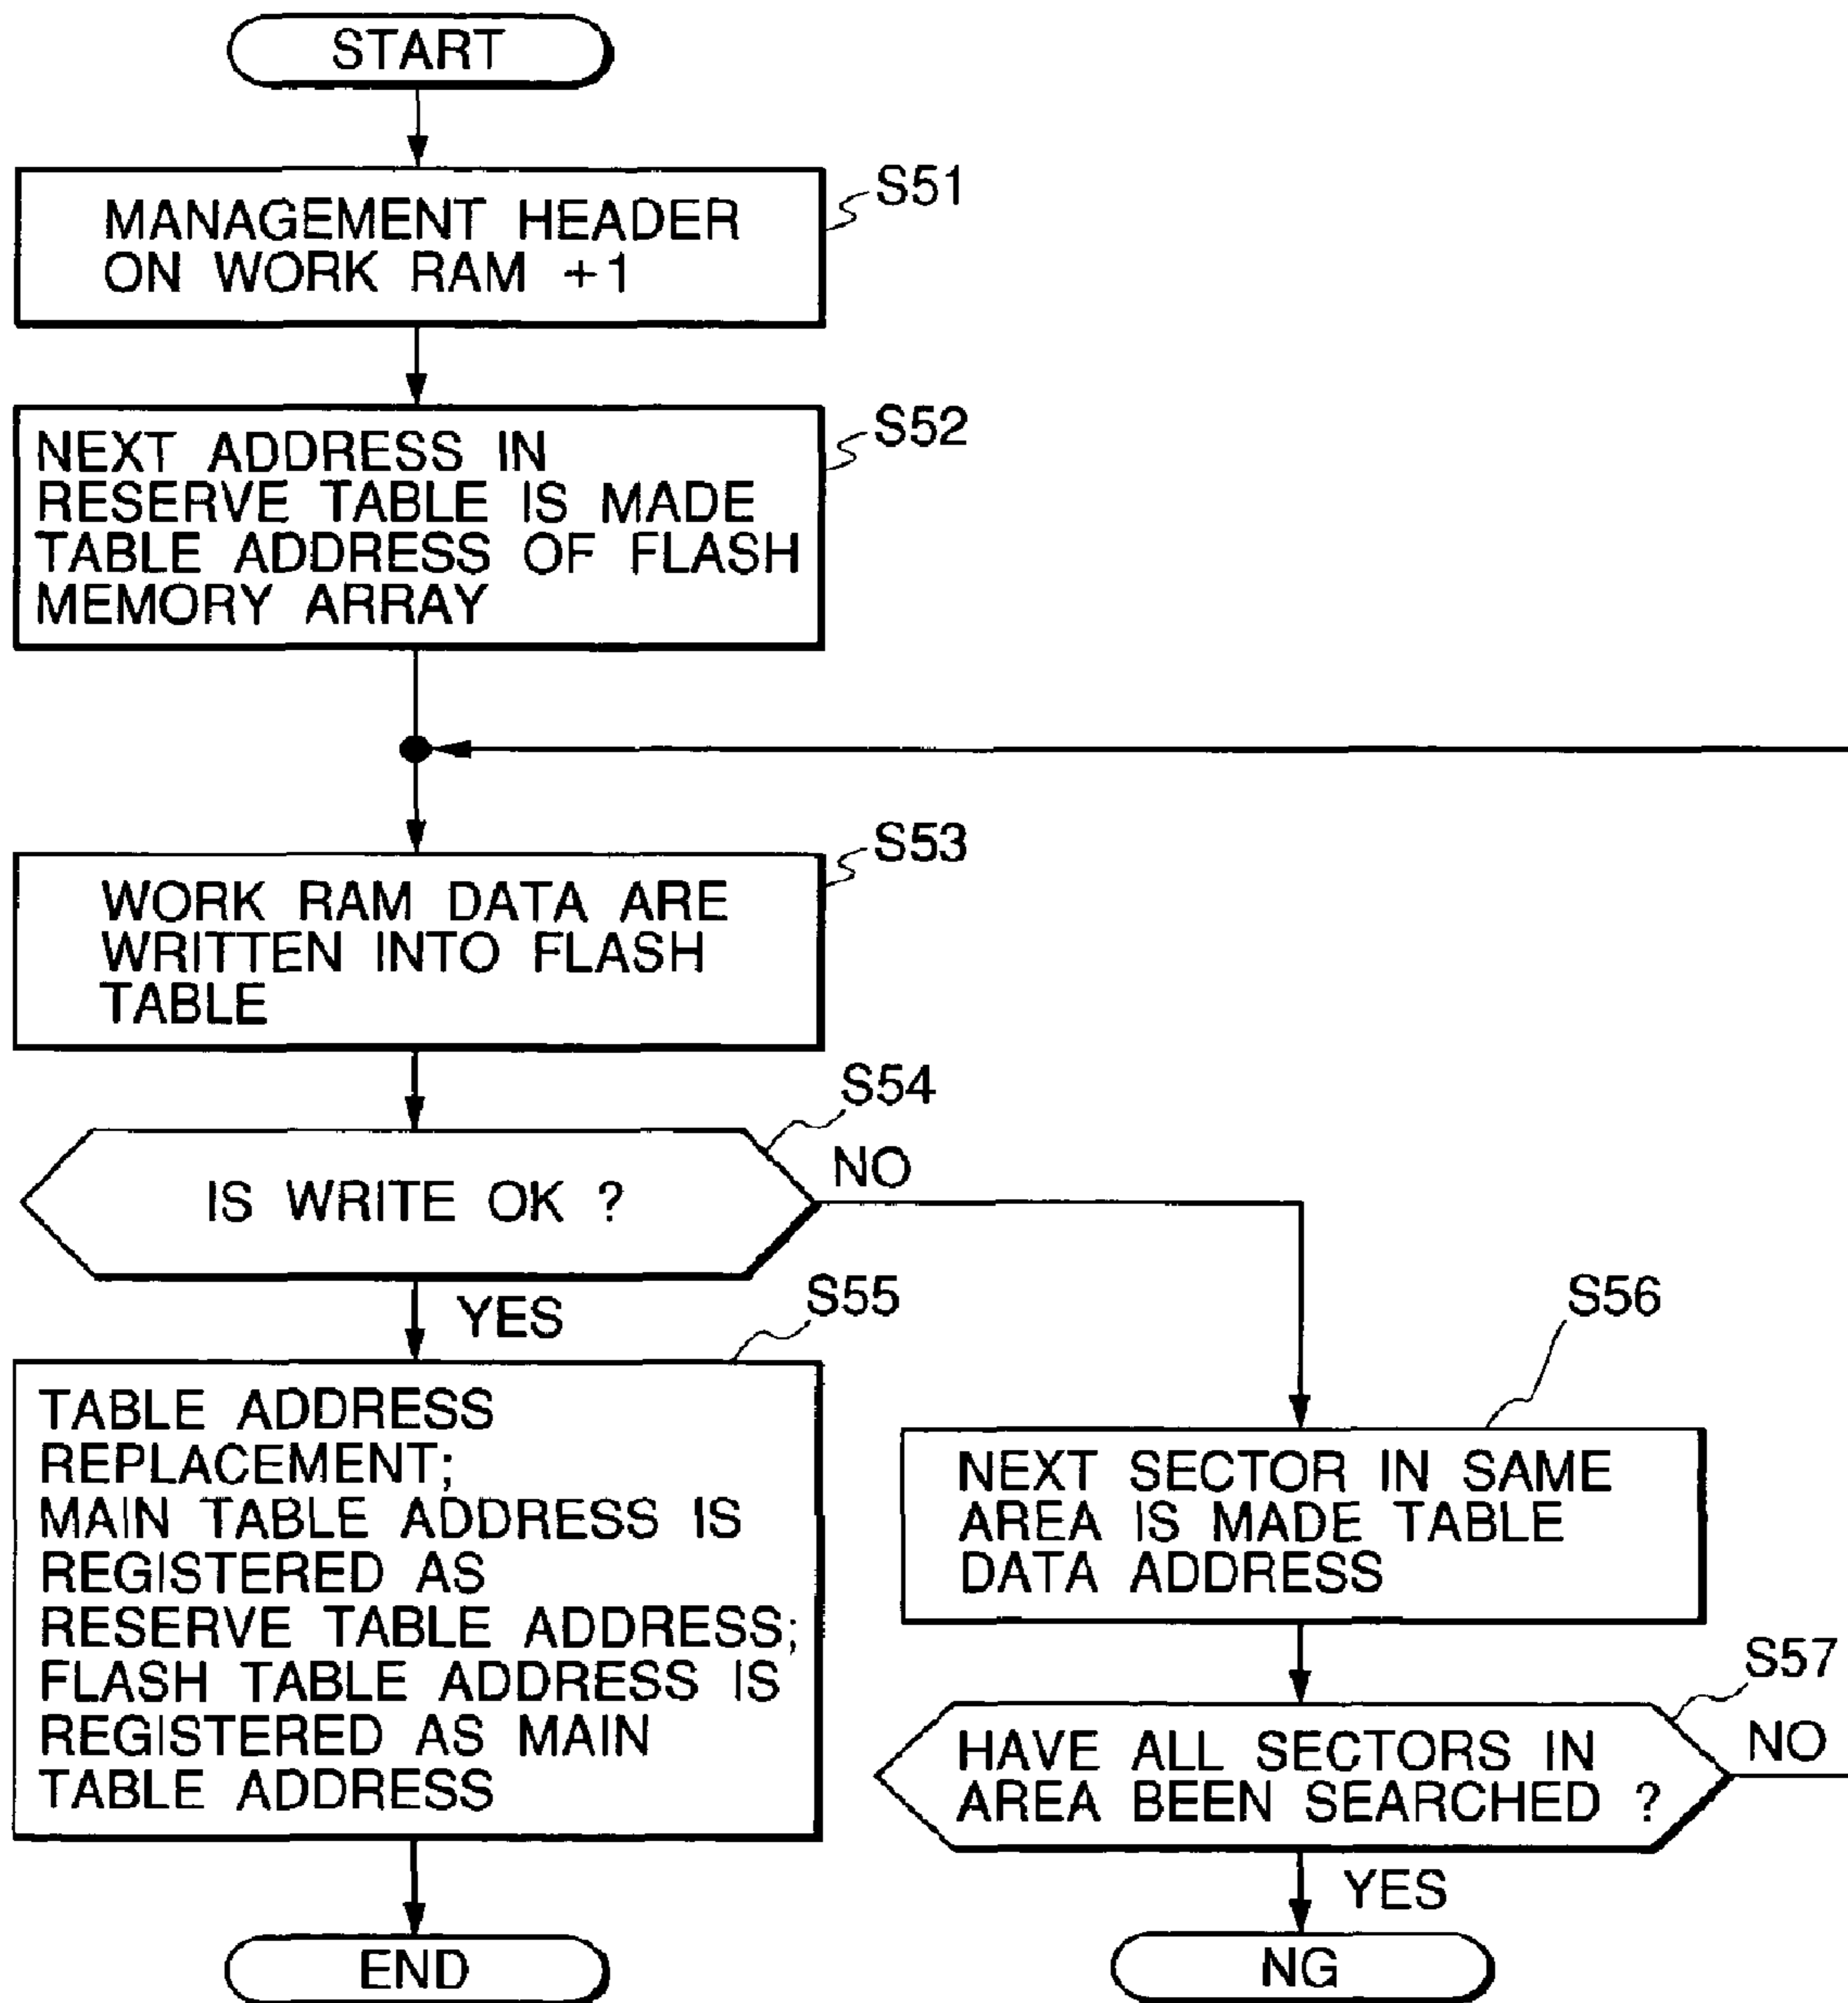 START
S51
MANAGEMENT HEADER
ON WORK RAM +1
S52
NEXT ADDRESS IN
RESERVE TABLE IS MADE
TABLE ADDRESS OF FLASH
MEMORY ARRAY
S53
WORK RAM DATA ARE
WRITTEN INTO FLASH
TABLE
S54
IS WRITE OK ?
NO
YES
S55
TABLE ADDRESS
REPLACEMENT;
MAIN TABLE ADDRESS IS
REGISTERED AS
RESERVE TABLE ADDRESS;
FLASH TABLE ADDRESS IS
REGISTERED AS MAIN
TABLE ADDRESS
END
S56
NEXT SECTOR IN SAME
AREA IS MADE TABLE
DATA ADDRESS
S57
HAVE ALL SECTORS IN
AREA BEEN SEARCHED ?
NO
YES
NG